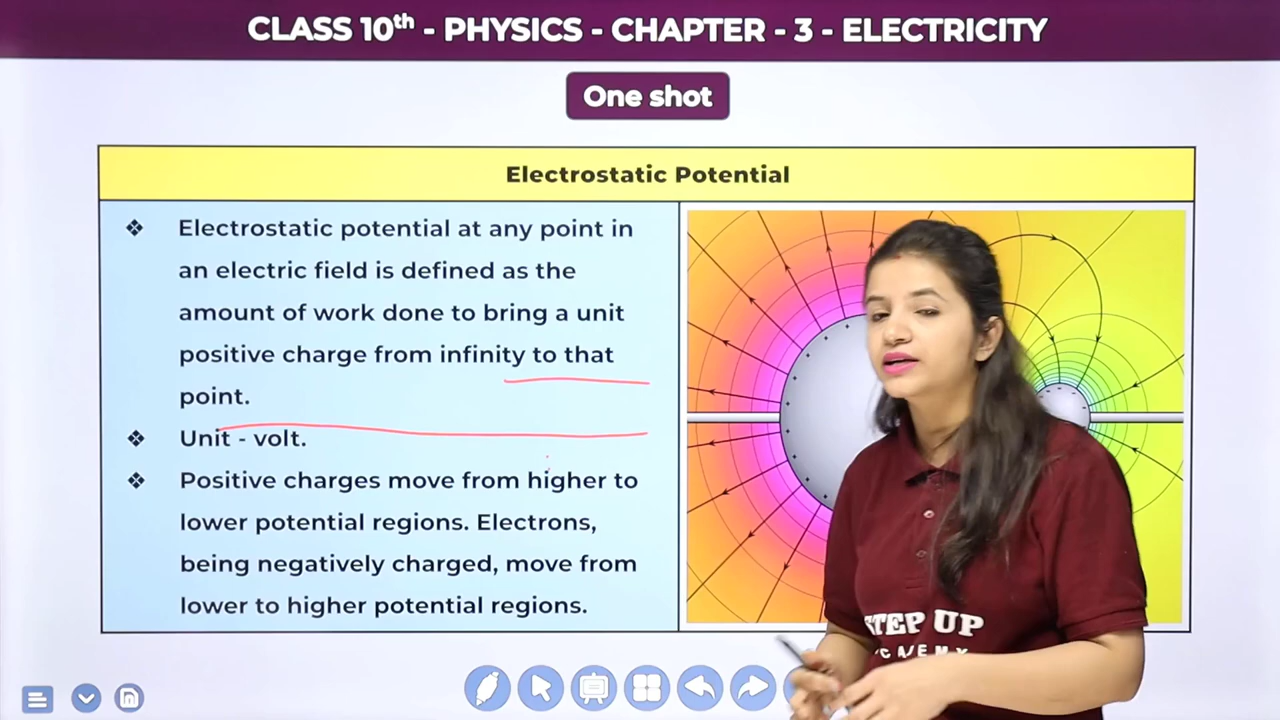 CLASS 10th - PHYSICS - CHAPTER - 3 - ELECTRICITY
One shot
Electrostatic Potential
❖ Electrostatic potential at any point in
an electric field is defined as the
amount of work done to bring a unit
positive charge from infinity to that
point.
❖ Unit - volt.
❖ Positive charges move from higher to
lower potential regions. Electrons,
being negatively charged, move from
lower to higher potential regions.
STEP UP
ACADEMY